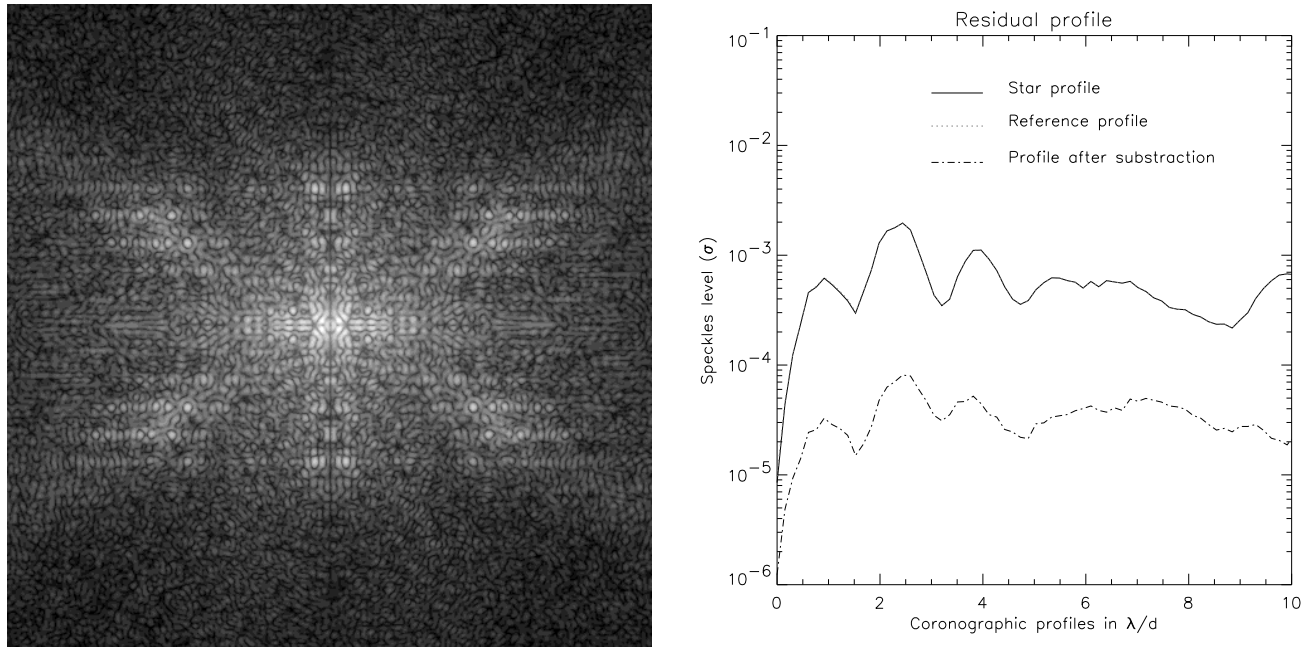 Residual profile
10^-1
Star profile
Reference profile
10^-2
Profile after substraction
10^-3
Speckles level (σ)
10^-4
10^-5
10^-6
0 2 4 6 8 10
Coronographic profiles in λ/d